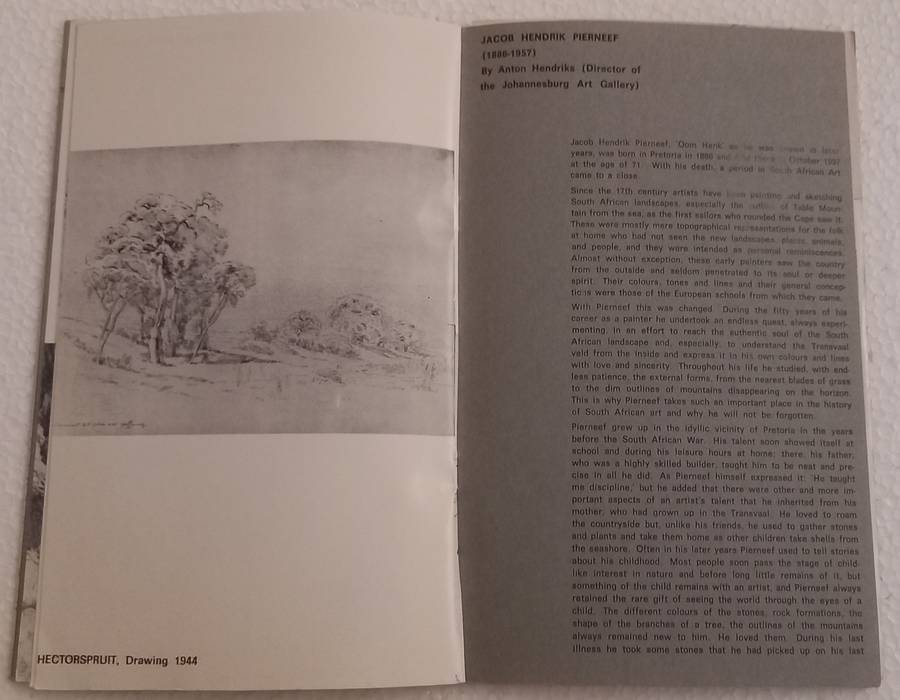 HECTORSPRUIT, Drawing 1944
JACOB HENDRIK PIERNEEF
(1886-1957)
By Anton Hendriks (Director of
the Johannesburg Art Gallery)
Jacob Hendrik Pierneef, 'Oom Henk' as he was known in later
years, was born in Pretoria in 1886 and died there October 1957
at the age of 71. With his death, a period in South African Art
came to a close.
Since the 17th century artists have been painting and sketching
South African landscapes, especially the outline of Table Moun-
tain from the sea, as the first sailors who rounded the Cape saw it.
These were mostly mere topographical representations for the folk
at home who had not seen the new landscapes, plants, animals,
and people, and they were intended as personal reminiscences.
Almost without exception, these early painters saw the country
from the outside and seldom penetrated to its soul or deeper
spirit. Their colours, tones and lines and their general concep-
tions were those of the European schools from which they came.
With Pierneef this was changed. During the fifty years of his
career as a painter he undertook an endless quest, always experi-
menting, in an effort to reach the authentic soul of the South
African landscape and, especially, to understand the Transvaal
veld from the inside and express it in his own colours and lines
with love and sincerity. Throughout his life he studied, with end-
less patience, the external forms, from the nearest blades of grass
to the dim outlines of mountains disappearing on the horizon.
This is why Pierneef takes such an important place in the history
of South African art and why he will not be forgotten.
Pierneef grew up in the idyllic vicinity of Pretoria in the years
before the South African War. His talent soon showed itself at
school and during his leisure hours at home; there, his father,
who was a highly skilled builder, taught him to be neat and pre-
cise in all he did. As Pierneef himself expressed it: 'He taught
me discipline,' but he added that there were other and more im-
portant aspects of an artist's talent that he inherited from his
mother, who had grown up in the Transvaal. He loved to roam
the countryside but, unlike his friends, he used to gather stones
and plants and take them home as other children take shells from
the seashore. Often in his later years Pierneef used to tell stories
about his childhood. Most people soon pass the stage of child-
like interest in nature and before long little remains of it, but
something of the child remains with an artist, and Pierneef always
retained the rare gift of seeing the world through the eyes of a
child. The different colours of the stones, rock formations, the
shape of the branches of a tree, the outlines of the mountains
always remained new to him. He loved them. During his last
illness he took some stones that he had picked up on his last